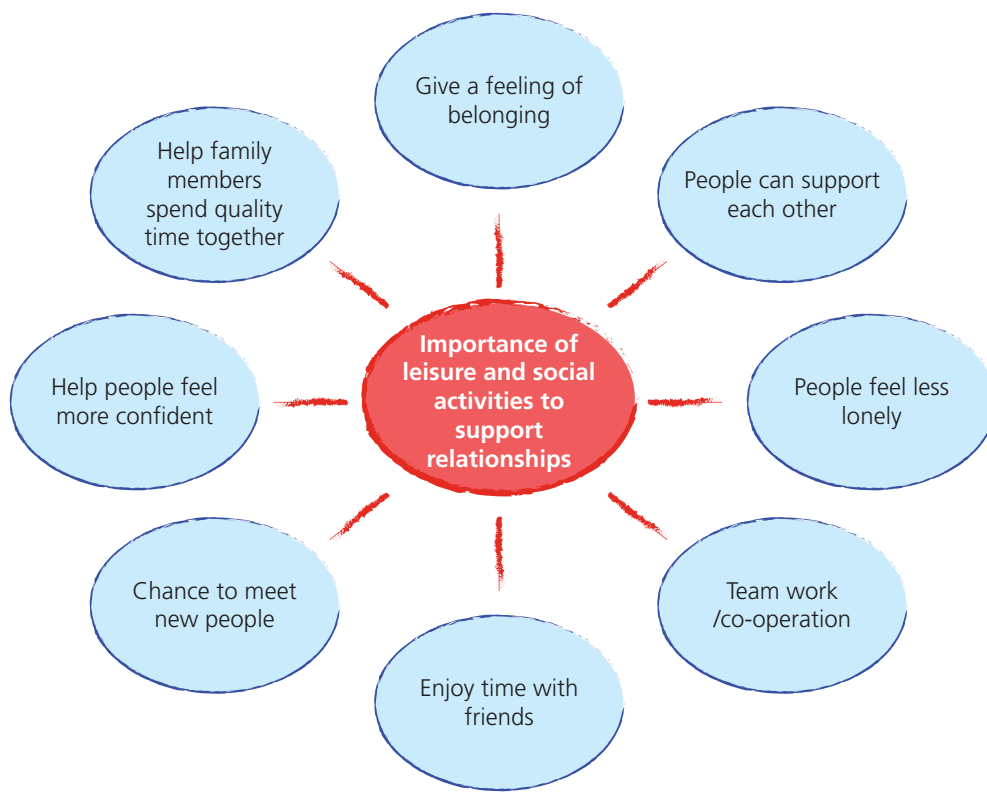 Give a feeling of
belonging
People can support
each other
People feel less
lonely
Team work
/co-operation
Enjoy time with
friends
Chance to meet
new people
Help people feel
more confident
Help family
members
spend quality
time together
Importance of
leisure and social
activities to
support
relationships